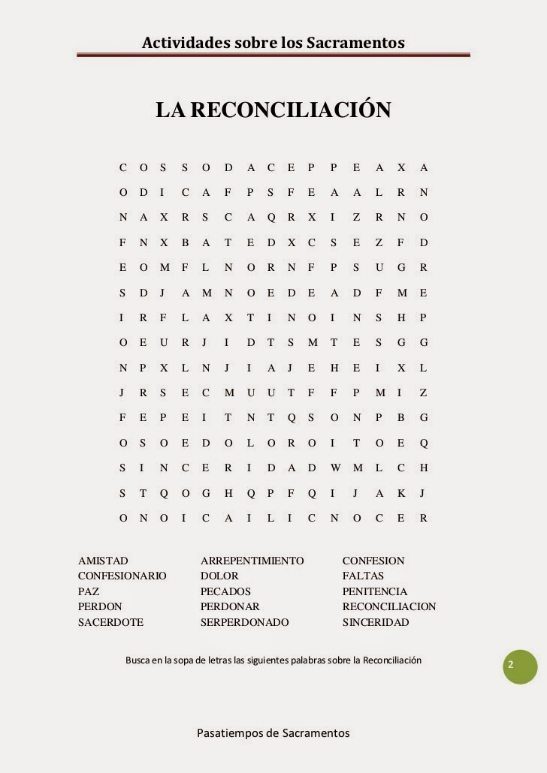 Actividades sobre los Sacramentos
LA RECONCILIACIÓN
C O S S O D A C E P P E A X A
O D I C A F P S F E A A L R N
N A X R S C A Q R X I Z R N O
F N X B A T E D X C S E Z F D
E O M F L N O R N F P S U G R
S D J A M N O E D E A D F M E
I R F L A X T I N O I N S H P
O E U R J I D T S M T E S G G
N P X L N J I A J E H E I X L
J R S E C M U U T F F P M I Z
F E P E I T N T Q S O N P B G
O S O E D O L O R O I T O E Q
S I N C E R I D A D W M L C H
S T Q O G H Q P F Q I J A K J
O N O I C A I L I C N O C E R
AMISTAD ARREPENTIMIENTO CONFESION
CONFESIONARIO DOLOR FALTAS
PAZ PECADOS PENITENCIA
PERDON PERDONAR RECONCILIACION
SACERDOTE SERPERDONADO SINCERIDAD
Busca en la sopa de letras las siguientes palabras sobre la Reconciliación
2
Pasatiempos de Sacramentos